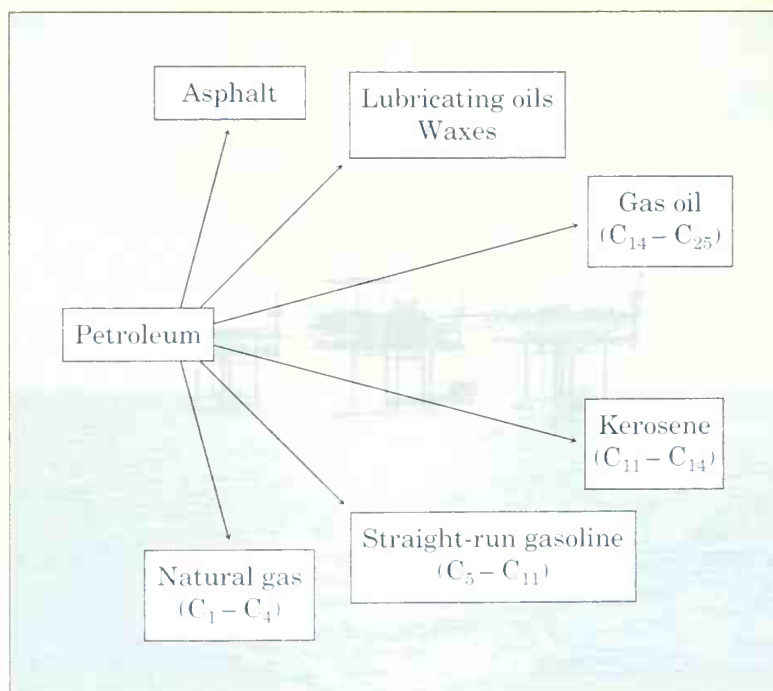 Asphalt
Lubricating oils
Waxes
Gas oil
(C₁₄ – C₂₅)
Petroleum
Kerosene
(C₁₁ – C₁₄)
Straight-run gasoline
(C₅ – C₁₁)
Natural gas
(C₁ – C₄)